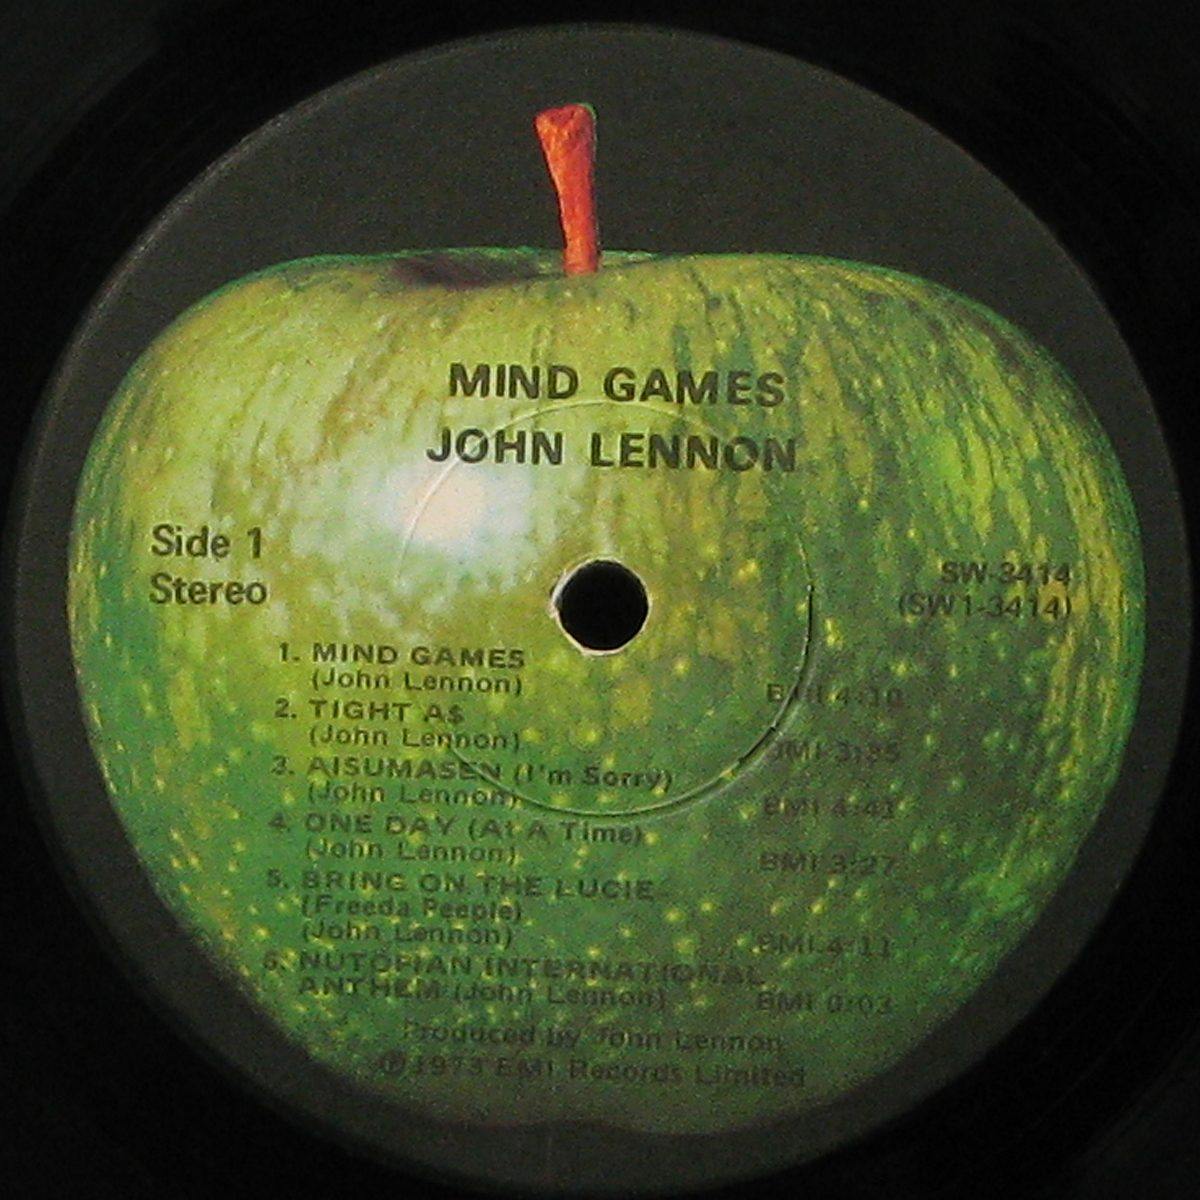 MIND GAMES
JOHN LENNON
Side 1
Stereo
SW-3414
(SW1-3414)
1. MIND GAMES
(John Lennon) BMI 4:10
2. TIGHT A$
(John Lennon) BMI 3:35
3. AISUMASEN (I'm Sorry)
(John Lennon) BMI 4:41
4. ONE DAY (At A Time)
(John Lennon) BMI 3:27
5. BRING ON THE LUCIE
(Freeda Peeple)
(John Lennon) BMI 4:11
6. NUTOPIAN INTERNATIONAL
ANTHEM (John Lennon) BMI 0:03
Produced by John Lennon
℗ 1973 EMI Records Limited